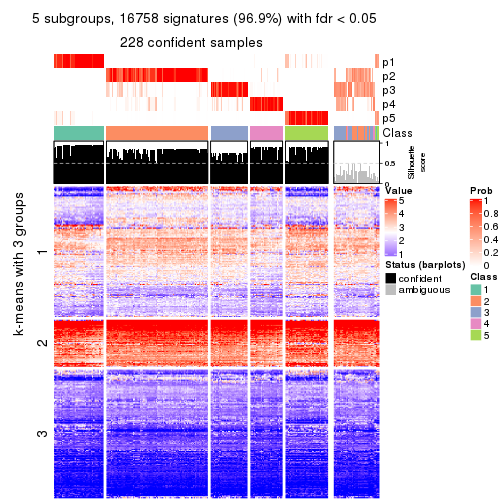 5 subgroups, 16758 signatures (96.9%) with fdr < 0.05
228 confident samples
p1
p2
p3
p4
p5
Class
1
0.5
0
Silhouette
score
k-means with 3 groups
1
2
3
Value
5
4
3
2
1
Status (barplots)
confident
ambiguous
Prob
1
0.8
0.6
0.4
0.2
0
Class
1
2
3
4
5